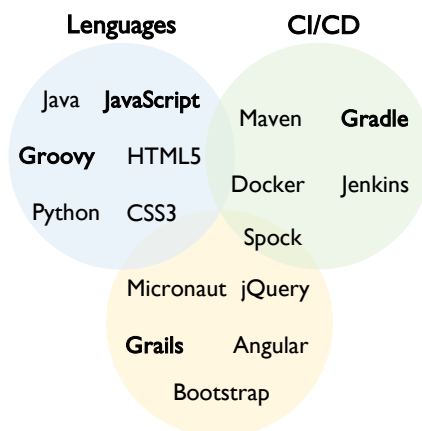 Lenguages
CI/CD
Java JavaScript
Groovy HTML5
Python CSS3
Maven Gradle
Docker Jenkins
Spock
Micronaut jQuery
Grails Angular
Bootstrap